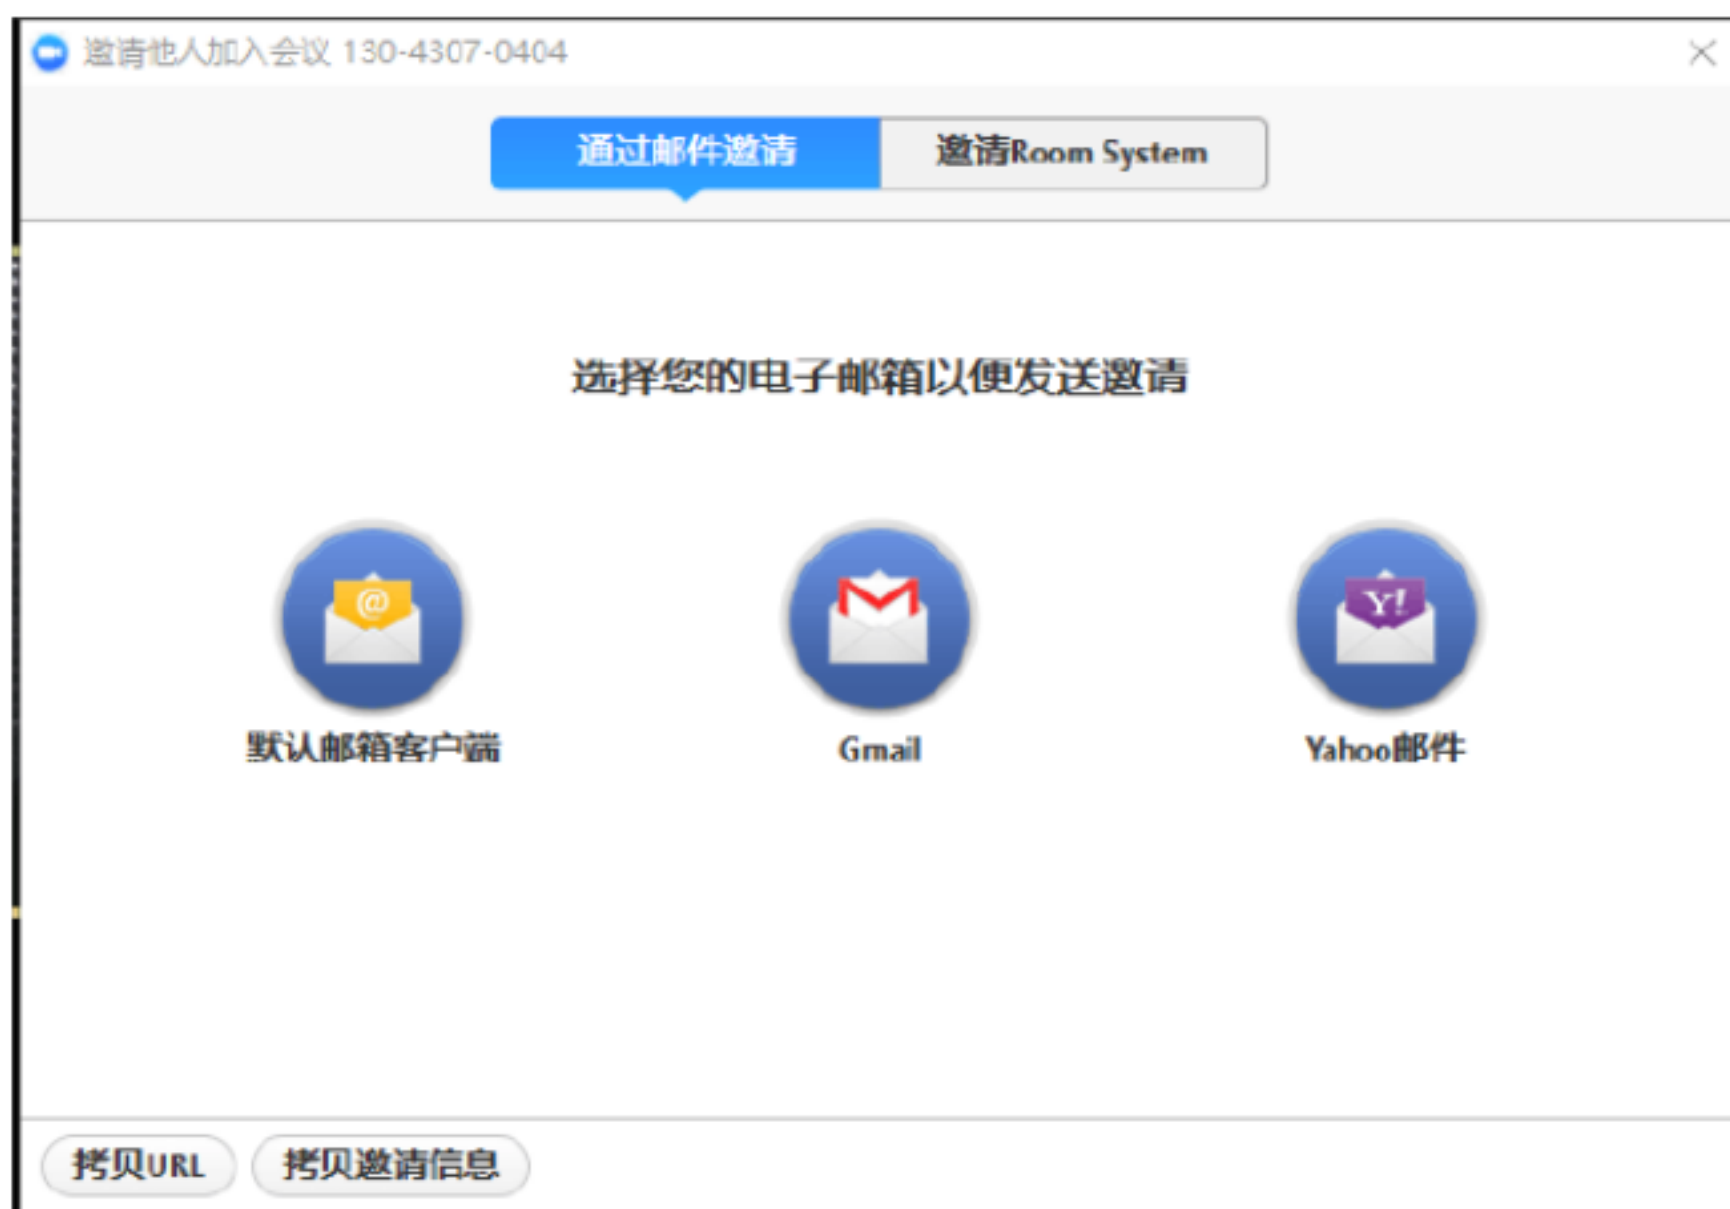 邀请他人加入会议 130-4307-0404
通过邮件邀请
邀请Room System
选择您的电子邮箱以便发送邀请
@
Y!
默认邮箱客户端
Gmail
Yahoo邮件
拷贝URL
拷贝邀请信息